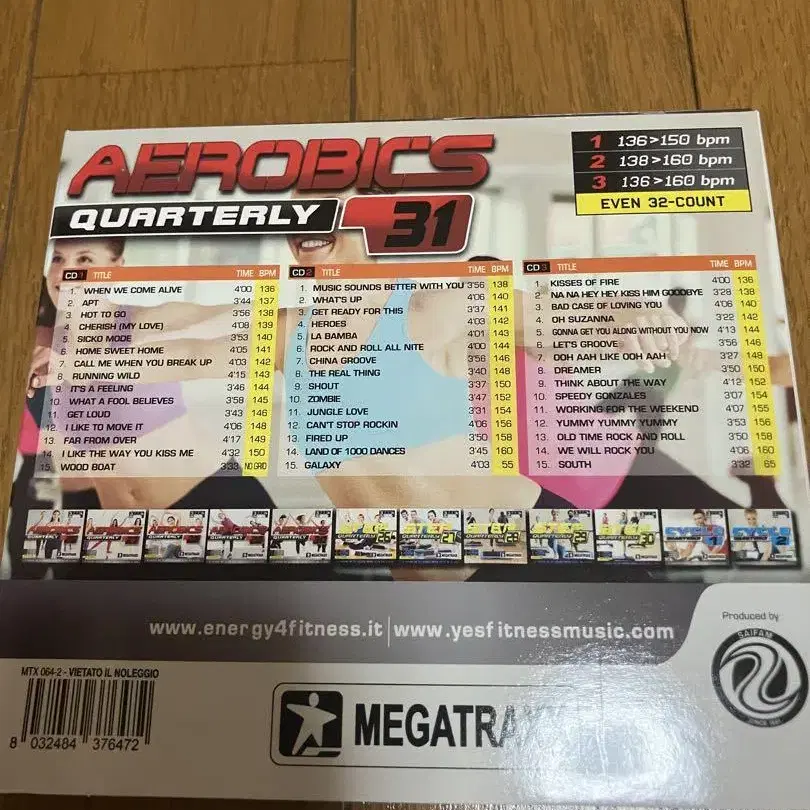 AEROBICS
QUARTERLY 31
1 136>150 bpm
2 138>160 bpm
3 136>160 bpm
EVEN 32-COUNT
CD 1 TITLE TIME BPM
1. WHEN WE COME ALIVE 4'00 136
2. APT 3'44 137
3. HOT TO GO 3'56 138
4. CHERISH (MY LOVE) 4'08 139
5. SICKO MODE 3'53 140
6. HOME SWEET HOME 4'05 141
7. CALL ME WHEN YOU BREAK UP 4'03 142
8. RUNNING WILD 4'15 143
9. IT'S A FEELING 3'46 144
10. WHAT A FOOL BELIEVES 3'58 145
11. GET LOUD 3'43 146
12. I LIKE TO MOVE IT 4'06 148
13. FAR FROM OVER 4'17 149
14. I LIKE THE WAY YOU KISS ME 4'32 150
15. WOOD BOAT 3'33 NO GRID
CD 2 TITLE TIME BPM
1. MUSIC SOUNDS BETTER WITH YOU 3'56 138
2. WHAT'S UP 4'06 140
3. GET READY FOR THIS 3'37 141
4. HEROES 4'03 142
5. LA BAMBA 4'01 143
6. ROCK AND ROLL ALL NITE 4'00 144
7. CHINA GROOVE 3'56 146
8. THE REAL THING 3'40 148
9. SHOUT 3'37 150
10. ZOMBIE 3'47 152
11. JUNGLE LOVE 3'31 154
12. CAN'T STOP ROCKIN 4'06 156
13. FIRED UP 3'50 158
14. LAND OF 1000 DANCES 3'45 160
15. GALAXY 4'03 55
CD 3 TITLE TIME BPM
1. KISSES OF FIRE 4'00 136
2. NA NA HEY HEY KISS HIM GOODBYE 3'28 138
3. BAD CASE OF LOVING YOU 4'06 140
4. OH SUZANNA 3'22 142
5. GONNA GET YOU ALONG WITHOUT YOU NOW 4'13 144
6. LET'S GROOVE 3'56 146
7. OOH AAH LIKE OOH AAH 3'27 148
8. DREAMER 3'50 150
9. THINK ABOUT THE WAY 4'12 152
10. SPEEDY GONZALES 3'07 154
11. WORKING FOR THE WEEKEND 4'07 155
12. YUMMY YUMMY YUMMY 3'53 156
13. OLD TIME ROCK AND ROLL 3'50 158
14. WE WILL ROCK YOU 4'06 160
15. SOUTH 3'32 65
www.energy4fitness.it | www.yesfitnessmusic.com
Produced by
SAIFAM
MTX 064-2 - VIETATO IL NOLEGGIO
8 032484 376472
MEGATRAXX